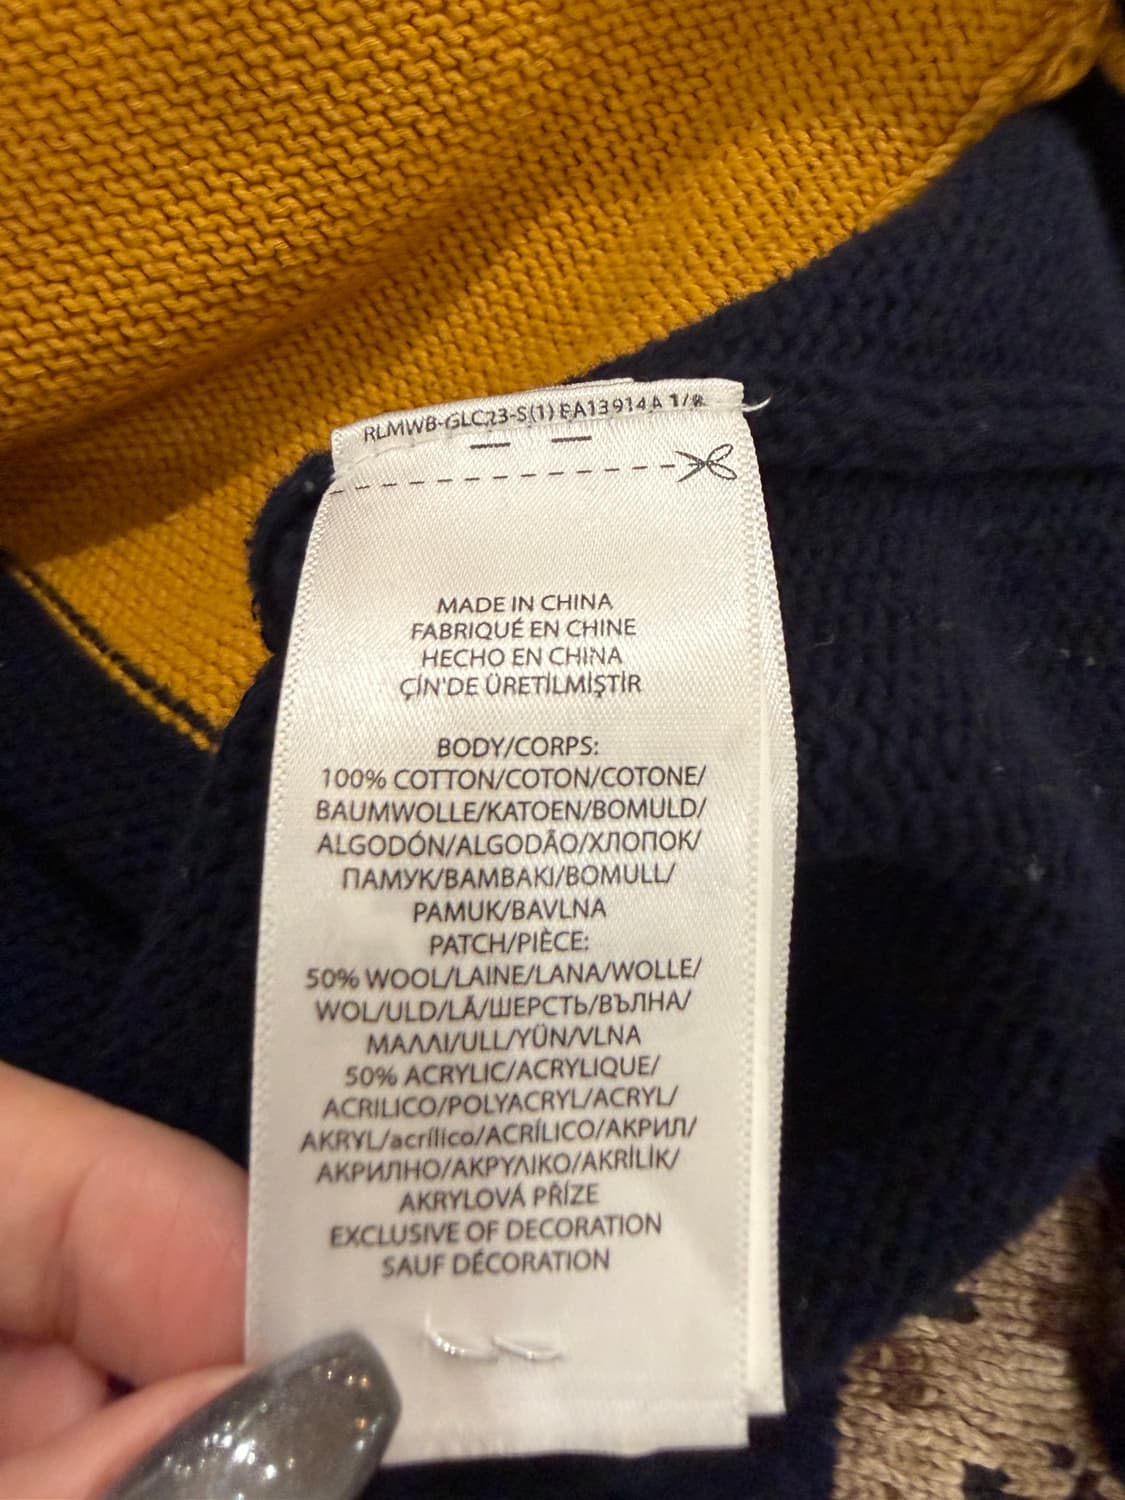 RLMWB-GLC23-S(1) EA13914A 1/8
MADE IN CHINA
FABRIQUÉ EN CHINE
HECHO EN CHINA
ÇİN'DE ÜRETİLMİŞTİR
BODY/CORPS:
100% COTTON/COTON/COTONE/
BAUMWOLLE/KATOEN/BOMULD/
ALGODÓN/ALGODÃO/ХЛОПОК/
ПАМУК/ΒΑΜΒΑΚΙ/BOMULL/
PAMUK/BAVLNA
PATCH/PIÈCE:
50% WOOL/LAINE/LANA/WOLLE/
WOL/ULD/LÃ/ШЕРСТЬ/ВЪЛНА/
ΜΑΛΛΙ/ULL/YÜN/VLNA
50% ACRYLIC/ACRYLIQUE/
ACRILICO/POLYACRYL/ACRYL/
AKRYL/acrílico/ACRÍLICO/АКРИЛ/
АКРИЛНО/ΑΚΡΥΛΙΚΟ/AKRİLİK/
AKRYLOVÁ PŘÍZE
EXCLUSIVE OF DECORATION
SAUF DÉCORATION